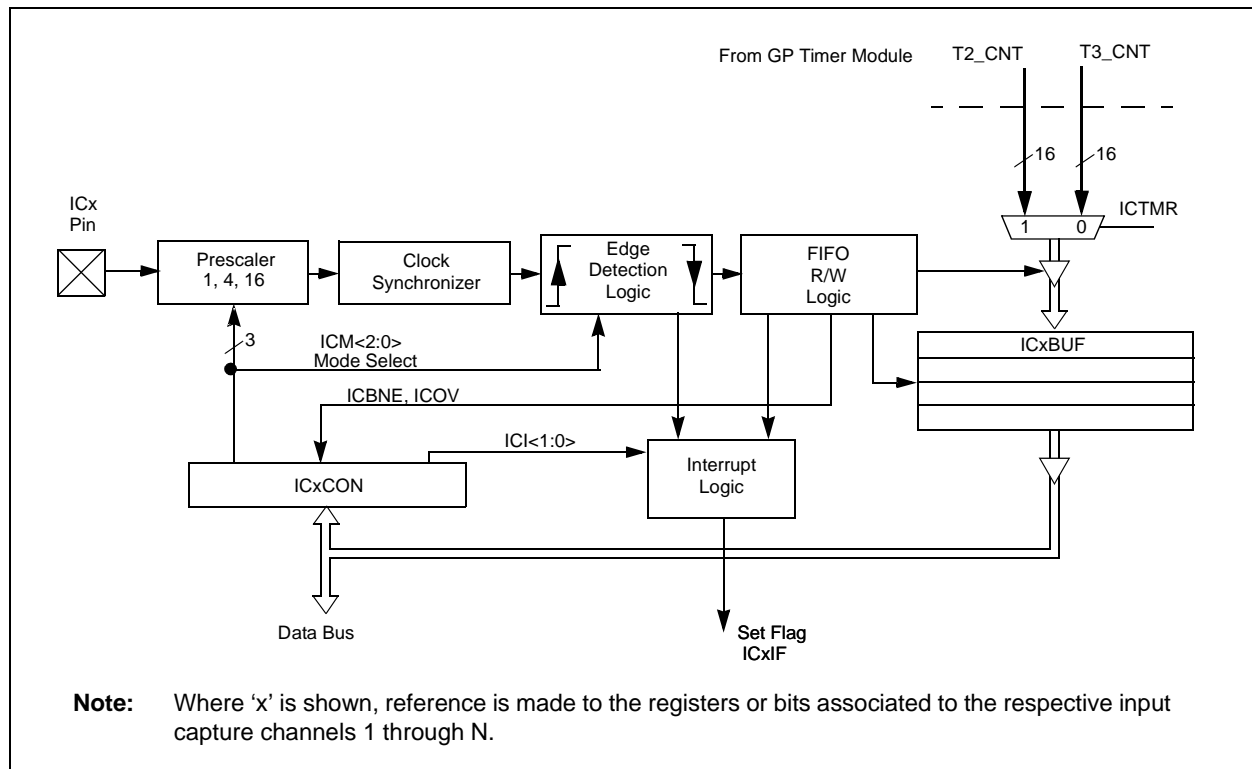 From GP Timer Module
T2_CNT
T3_CNT
16
16
ICx
Pin
1
0
ICTMR
Prescaler
1, 4, 16
Clock
Synchronizer
Edge
Detection
Logic
FIFO
R/W
Logic
3
ICM<2:0>
Mode Select
ICxBUF
ICBNE, ICOV
ICI<1:0>
ICxCON
Interrupt
Logic
Data Bus
Set Flag
ICxIF
Note: Where ‘x’ is shown, reference is made to the registers or bits associated to the respective input
capture channels 1 through N.